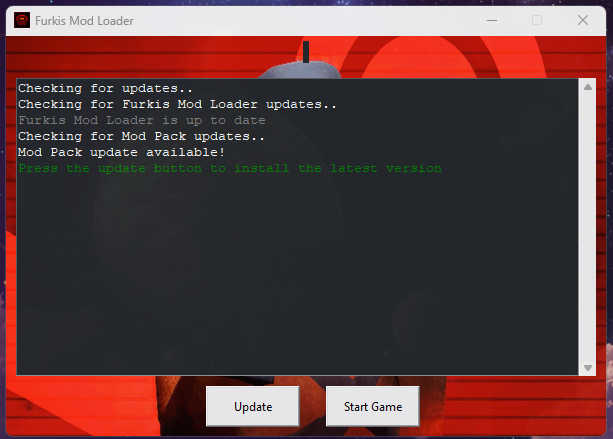 Furkis Mod Loader
Checking for updates..
Checking for Furkis Mod Loader updates..
Furkis Mod Loader is up to date
Checking for Mod Pack updates..
Mod Pack update available!
Press the update button to install the latest version
Update
Start Game